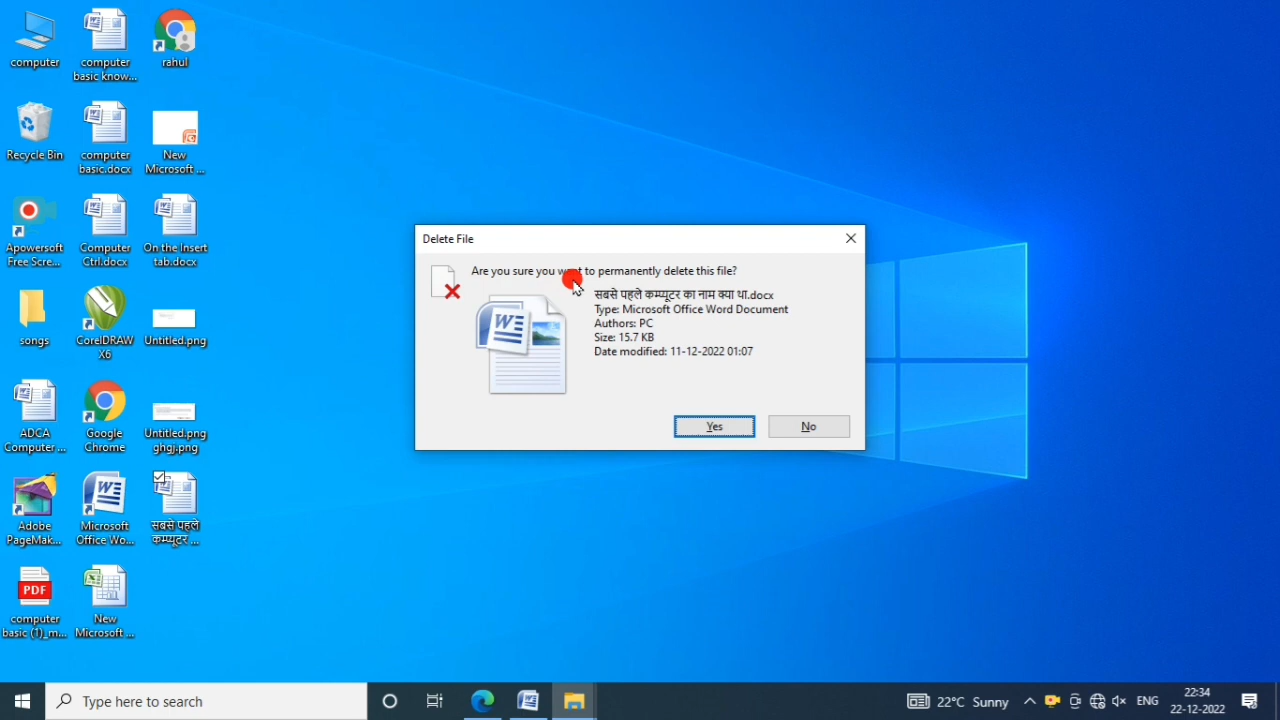 computer
computer
basic know...
rahul
Recycle Bin
computer
basic.docx
New
Microsoft ...
Apowersoft
Free Scre...
Computer
Ctrl.docx
On the Insert
tab.docx
songs
CorelDRAW
X6
Untitled.png
ADCA
Computer ...
Google
Chrome
Untitled.png
ghgj.png
Adobe
PageMak...
Microsoft
Office Wo...
सबसे पहले
कम्प्यूटर ...
PDF
computer
basic (1)_m...
New
Microsoft ...
Delete File
Are you sure you want to permanently delete this file?
सबसे पहले कम्प्यूटर का नाम क्या था.docx
Type: Microsoft Office Word Document
Authors: PC
Size: 15.7 KB
Date modified: 11-12-2022 01:07
Yes
No
Type here to search
22°C Sunny
ENG
22:34
22-12-2022